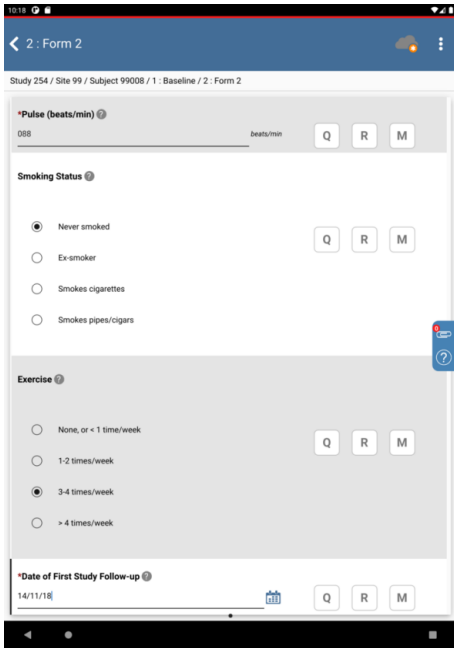 10:18
2 : Form 2
Study 254 / Site 99 / Subject 99008 / 1 : Baseline / 2 : Form 2
*Pulse (beats/min) ?
088 beats/min Q R M
Smoking Status ?
Never smoked
Q R M
Ex-smoker
Smokes cigarettes
Smokes pipes/cigars
0
?
Exercise ?
None, or < 1 time/week
Q R M
1-2 times/week
3-4 times/week
> 4 times/week
*Date of First Study Follow-up ?
14/11/18 Q R M